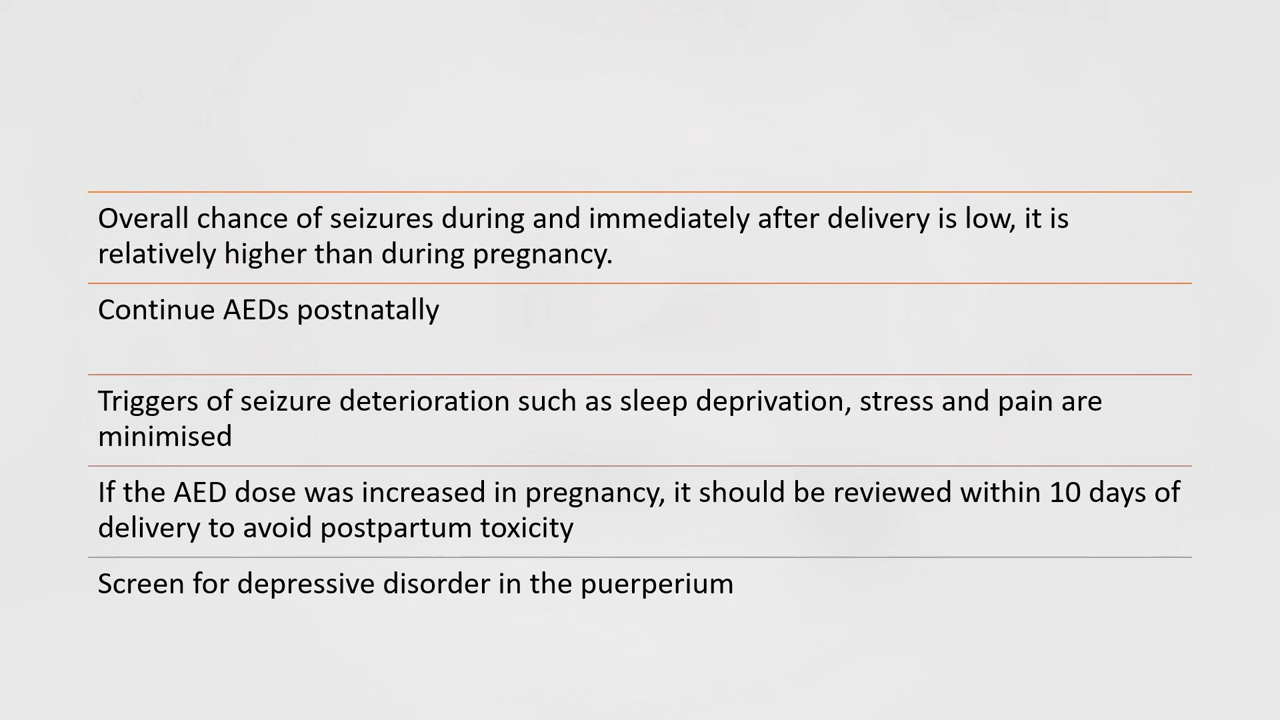 Overall chance of seizures during and immediately after delivery is low, it is
relatively higher than during pregnancy.
Continue AEDs postnatally
Triggers of seizure deterioration such as sleep deprivation, stress and pain are
minimised
If the AED dose was increased in pregnancy, it should be reviewed within 10 days of
delivery to avoid postpartum toxicity
Screen for depressive disorder in the puerperium